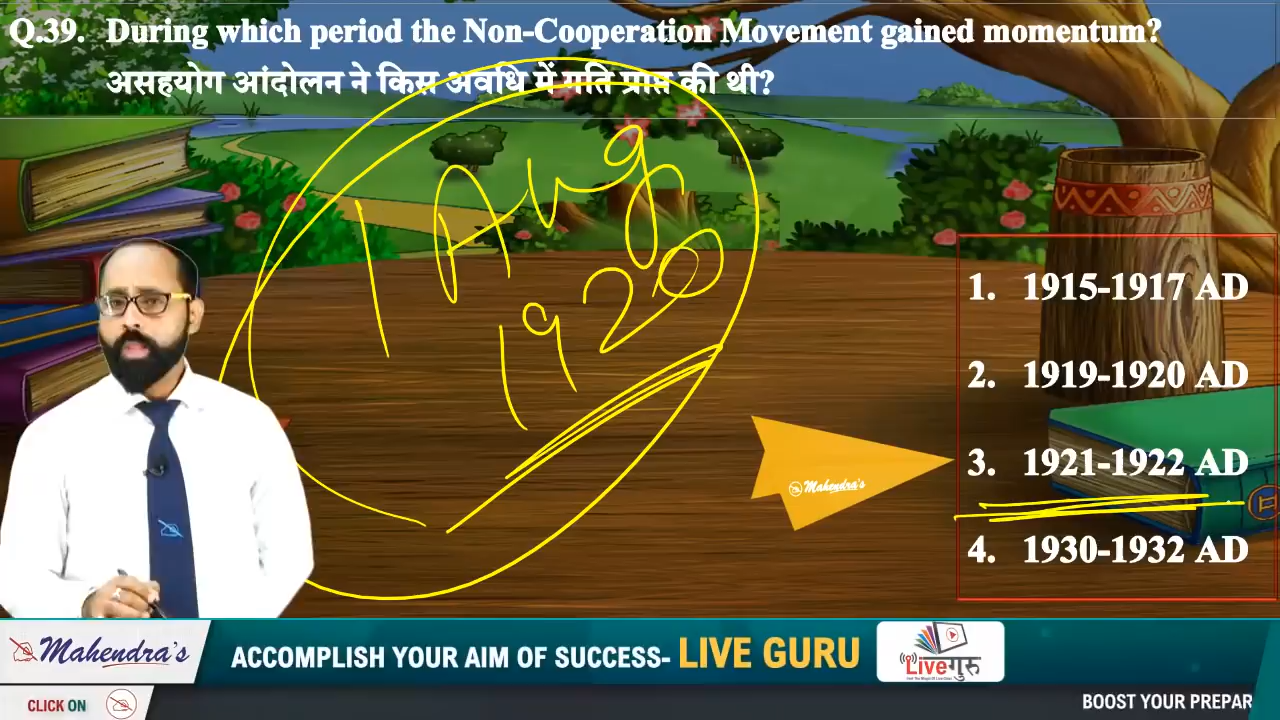 Q.39. During which period the Non-Cooperation Movement gained momentum?
असहयोग आंदोलन ने किस अवधि में गति प्राप्त की थी?
1 Aug
1920
1. 1915-1917 AD
2. 1919-1920 AD
3. 1921-1922 AD
4. 1930-1932 AD
Mahendra's
Mahendra's
ACCOMPLISH YOUR AIM OF SUCCESS- LIVE GURU
Liveगुरु
CLICK ON
BOOST YOUR PREPAR